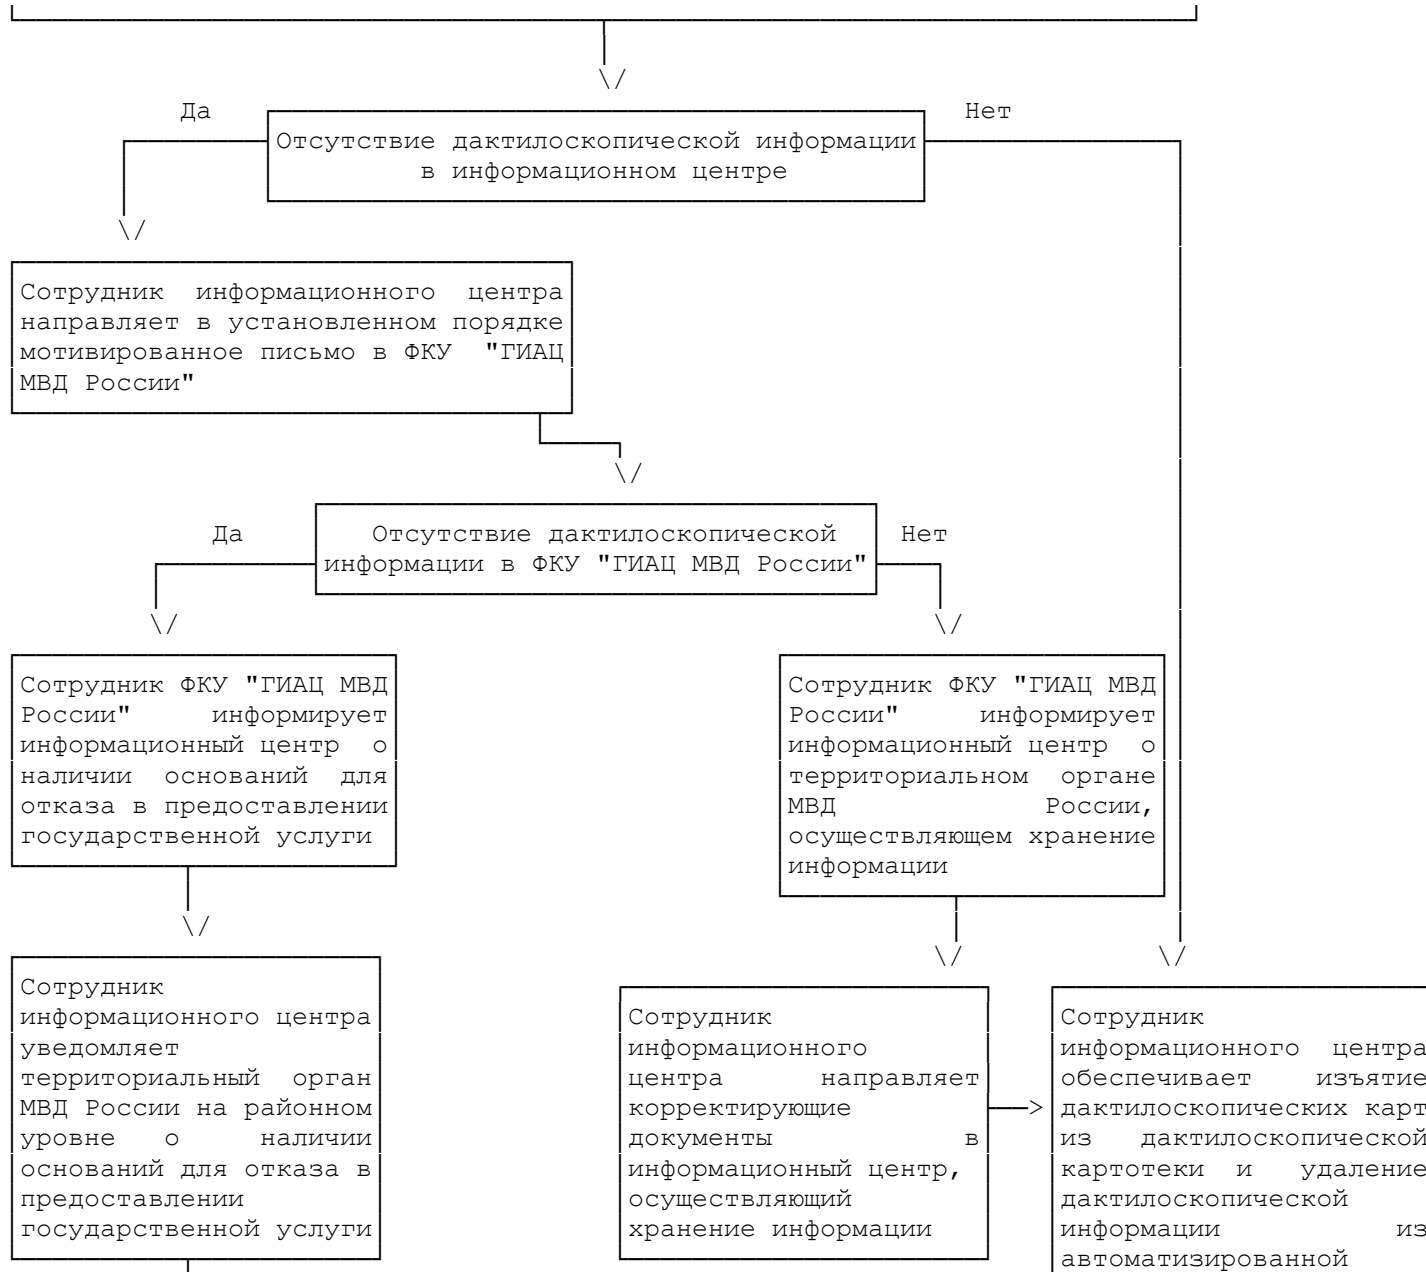 Да
Нет
Отсутствие дактилоскопической информации
в информационном центре
Сотрудник информационного центра
направляет в установленном порядке
мотивированное письмо в ФКУ "ГИАЦ
МВД России"
Да
Отсутствие дактилоскопической
информации в ФКУ "ГИАЦ МВД России"
Нет
Сотрудник ФКУ "ГИАЦ МВД
России" информирует
информационный центр о
наличии оснований для
отказа в предоставлении
государственной услуги
Сотрудник ФКУ "ГИАЦ МВД
России" информирует
информационный центр о
территориальном органе
МВД России,
осуществляющем хранение
информации
Сотрудник
информационного центра
уведомляет
территориальный орган
МВД России на районном
уровне о наличии
оснований для отказа в
предоставлении
государственной услуги
Сотрудник
информационного
центра направляет
корректирующие
документы в
информационный центр,
осуществляющий
хранение информации
Сотрудник
информационного центра
обеспечивает изъятие
дактилоскопических карт
из дактилоскопической
картотеки и удаление
дактилоскопической
информации из
автоматизированной